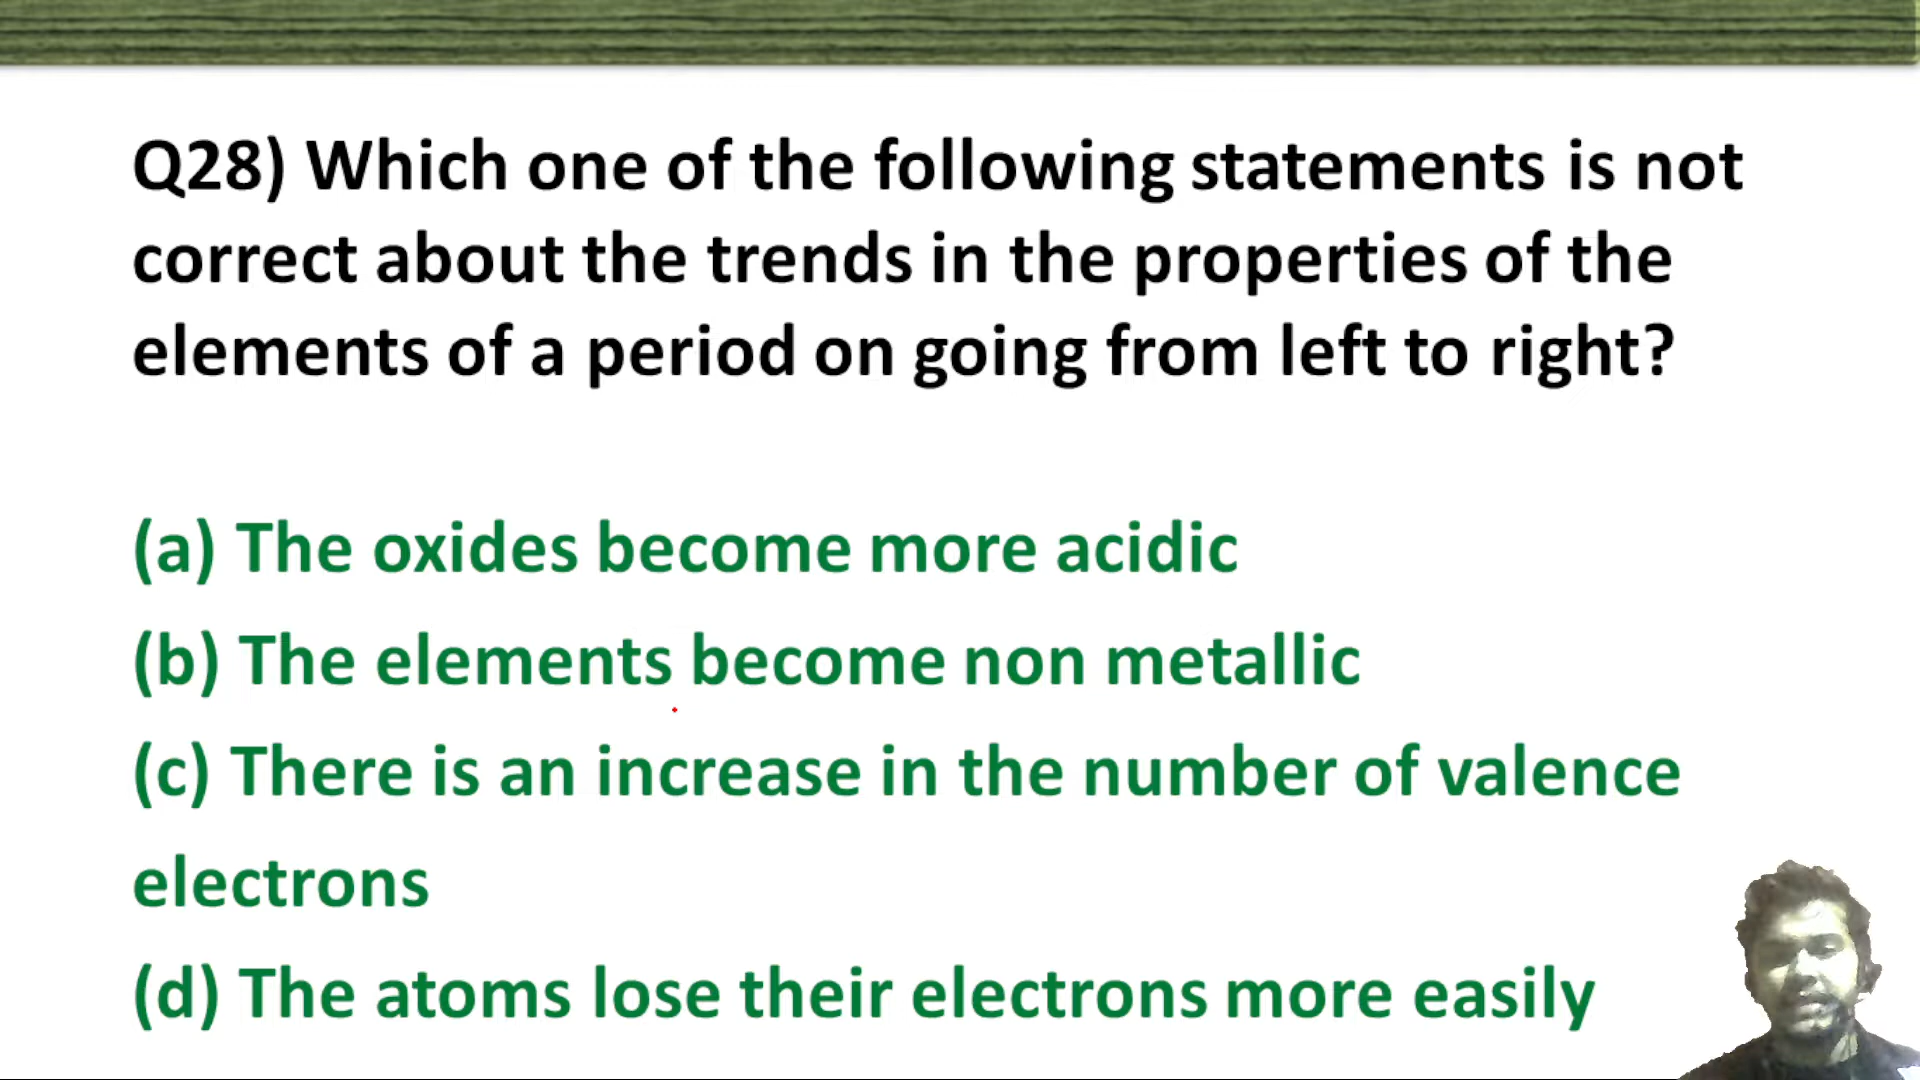 Q28) Which one of the following statements is not
correct about the trends in the properties of the
elements of a period on going from left to right?
(a) The oxides become more acidic
(b) The elements become non metallic
(c) There is an increase in the number of valence
electrons
(d) The atoms lose their electrons more easily